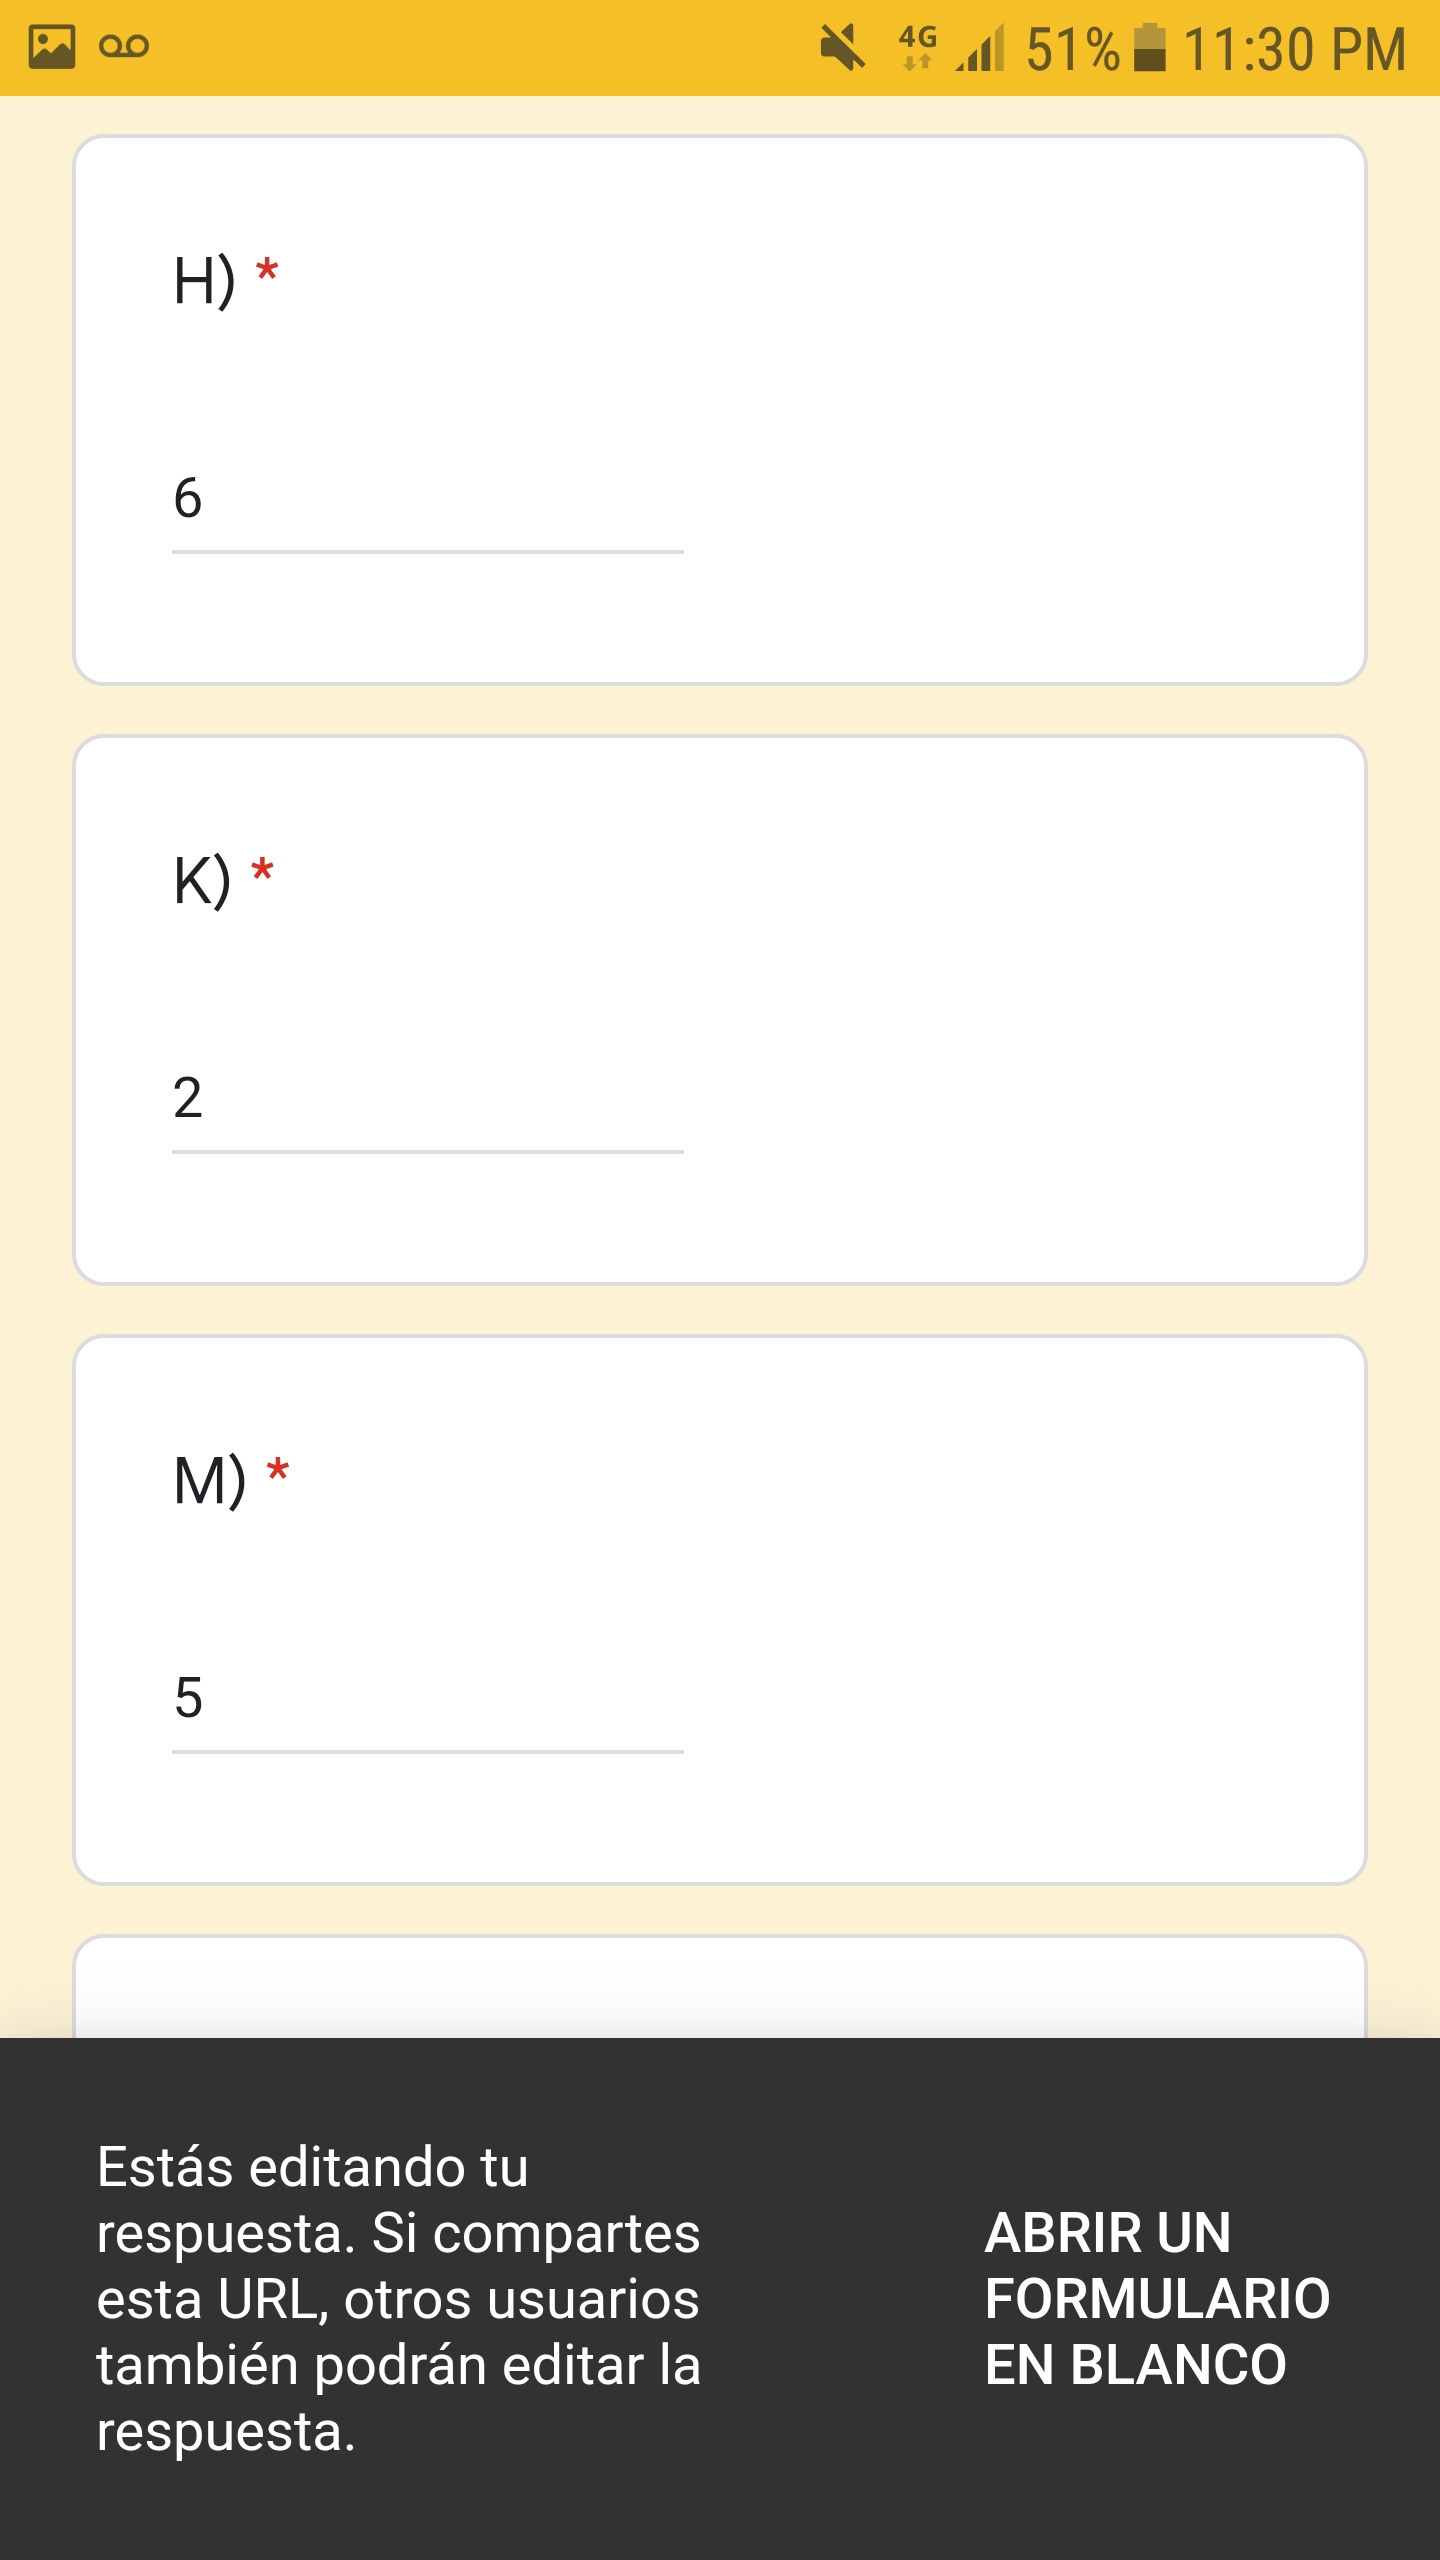 4G 51% 11:30 PM
H) *
6
K) *
2
M) *
5
Estás editando tu
respuesta. Si compartes
esta URL, otros usuarios
también podrán editar la
respuesta.
ABRIR UN
FORMULARIO
EN BLANCO